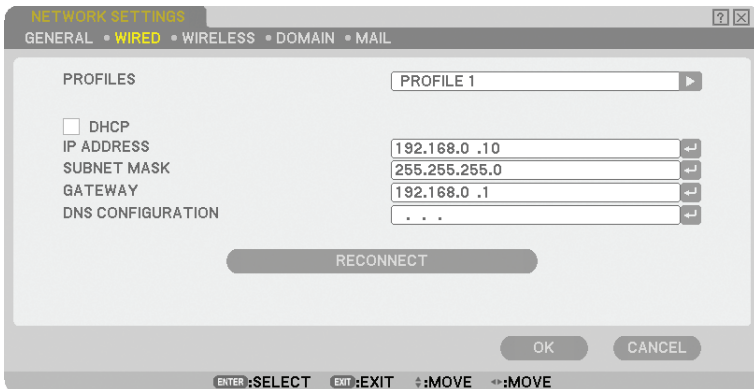 NETWORK SETTINGS
?
GENERAL • WIRED • WIRELESS • DOMAIN • MAIL
PROFILES PROFILE 1
DHCP
IP ADDRESS 192.168.0 .10
SUBNET MASK 255.255.255.0
GATEWAY 192.168.0 .1
DNS CONFIGURATION . . .
RECONNECT
OK CANCEL
ENTER :SELECT EXIT :EXIT :MOVE :MOVE